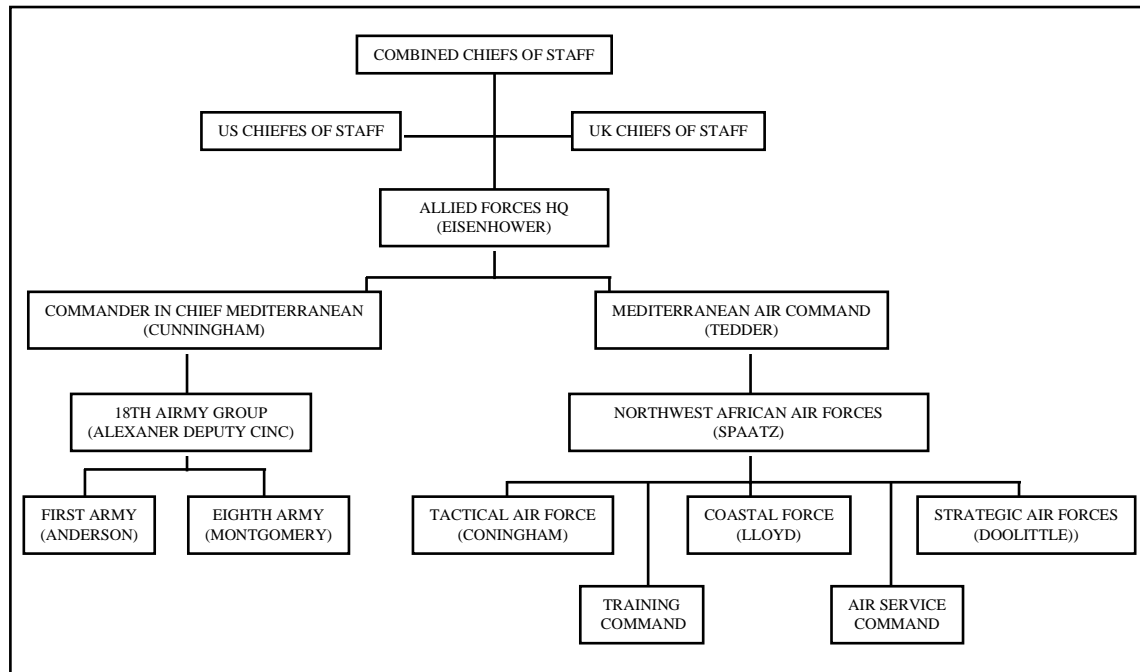 COMBINED CHIEFS OF STAFF
US CHIEFES OF STAFF
UK CHIEFS OF STAFF
ALLIED FORCES HQ
(EISENHOWER)
COMMANDER IN CHIEF MEDITERRANEAN
(CUNNINGHAM)
MEDITERRANEAN AIR COMMAND
(TEDDER)
18TH AIRMY GROUP
(ALEXANER DEPUTY CINC)
NORTHWEST AFRICAN AIR FORCES
(SPAATZ)
FIRST ARMY
(ANDERSON)
EIGHTH ARMY
(MONTGOMERY)
TACTICAL AIR FORCE
(CONINGHAM)
COASTAL FORCE
(LLOYD)
STRATEGIC AIR FORCES
(DOOLITTLE))
TRAINING
COMMAND
AIR SERVICE
COMMAND